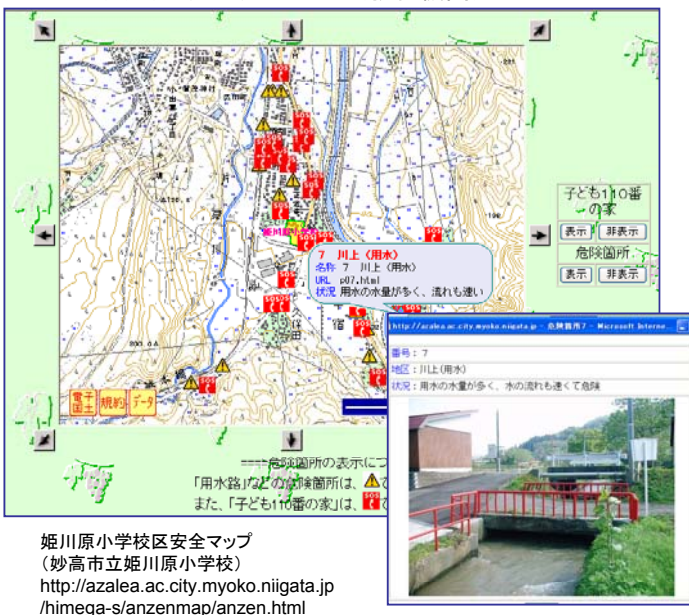 子ども110番
の家
表示 非表示
危険箇所
表示 非表示
姫川原小学校
7 川上（用水）
名称 7 川上（用水）
URL p07.html
状況 用水の水量が多く、流れも速い
http://azalea.ac.city.myoko.niigata.jp - 危険箇所7 - Microsoft Interne...
番号：7
地区：川上(用水)
状況：用水の水量が多く、水の流れも速くて危険
電子
国土
規約
データ
危険箇所の表示につ
「用水路」などの危険箇所は、
また、「子ども110番の家」は、
姫川原小学校区安全マップ
（妙高市立姫川原小学校）
http://azalea.ac.city.myoko.niigata.jp
/himega-s/anzenmap/anzen.html